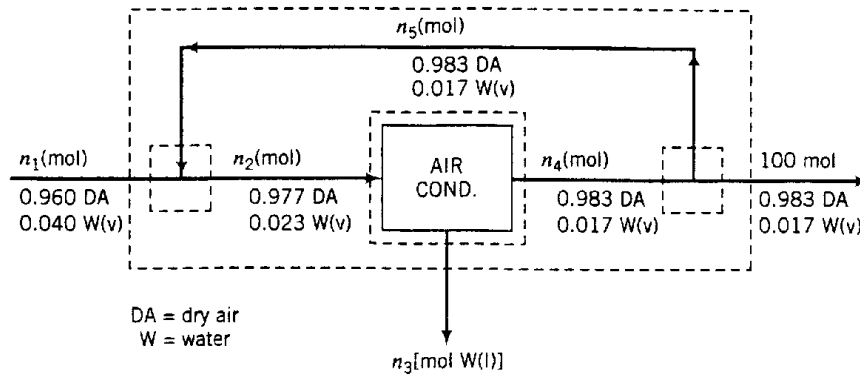 n5(mol)
0.983 DA
0.017 W(v)
n1(mol)
0.960 DA
0.040 W(v)
n2(mol)
0.977 DA
0.023 W(v)
AIR
COND.
n4(mol)
0.983 DA
0.017 W(v)
100 mol
0.983 DA
0.017 W(v)
DA = dry air
W = water
n3[mol W(l)]